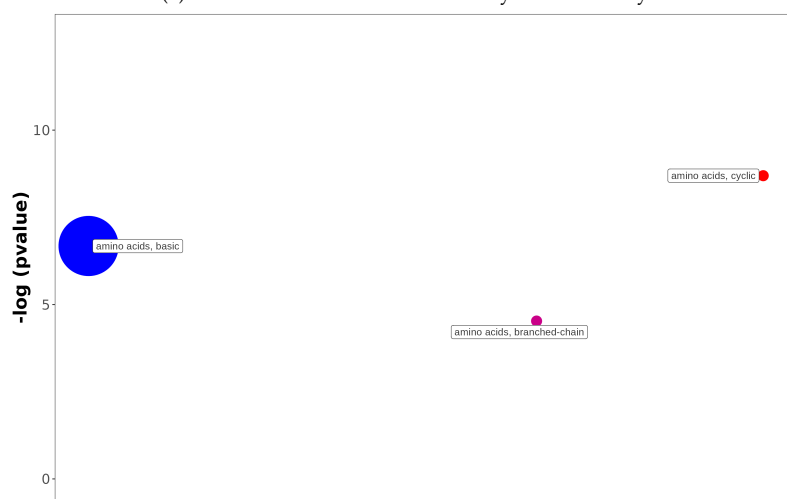 10
amino acids, cyclic
-log (pvalue)
amino acids, basic
5
amino acids, branched-chain
0